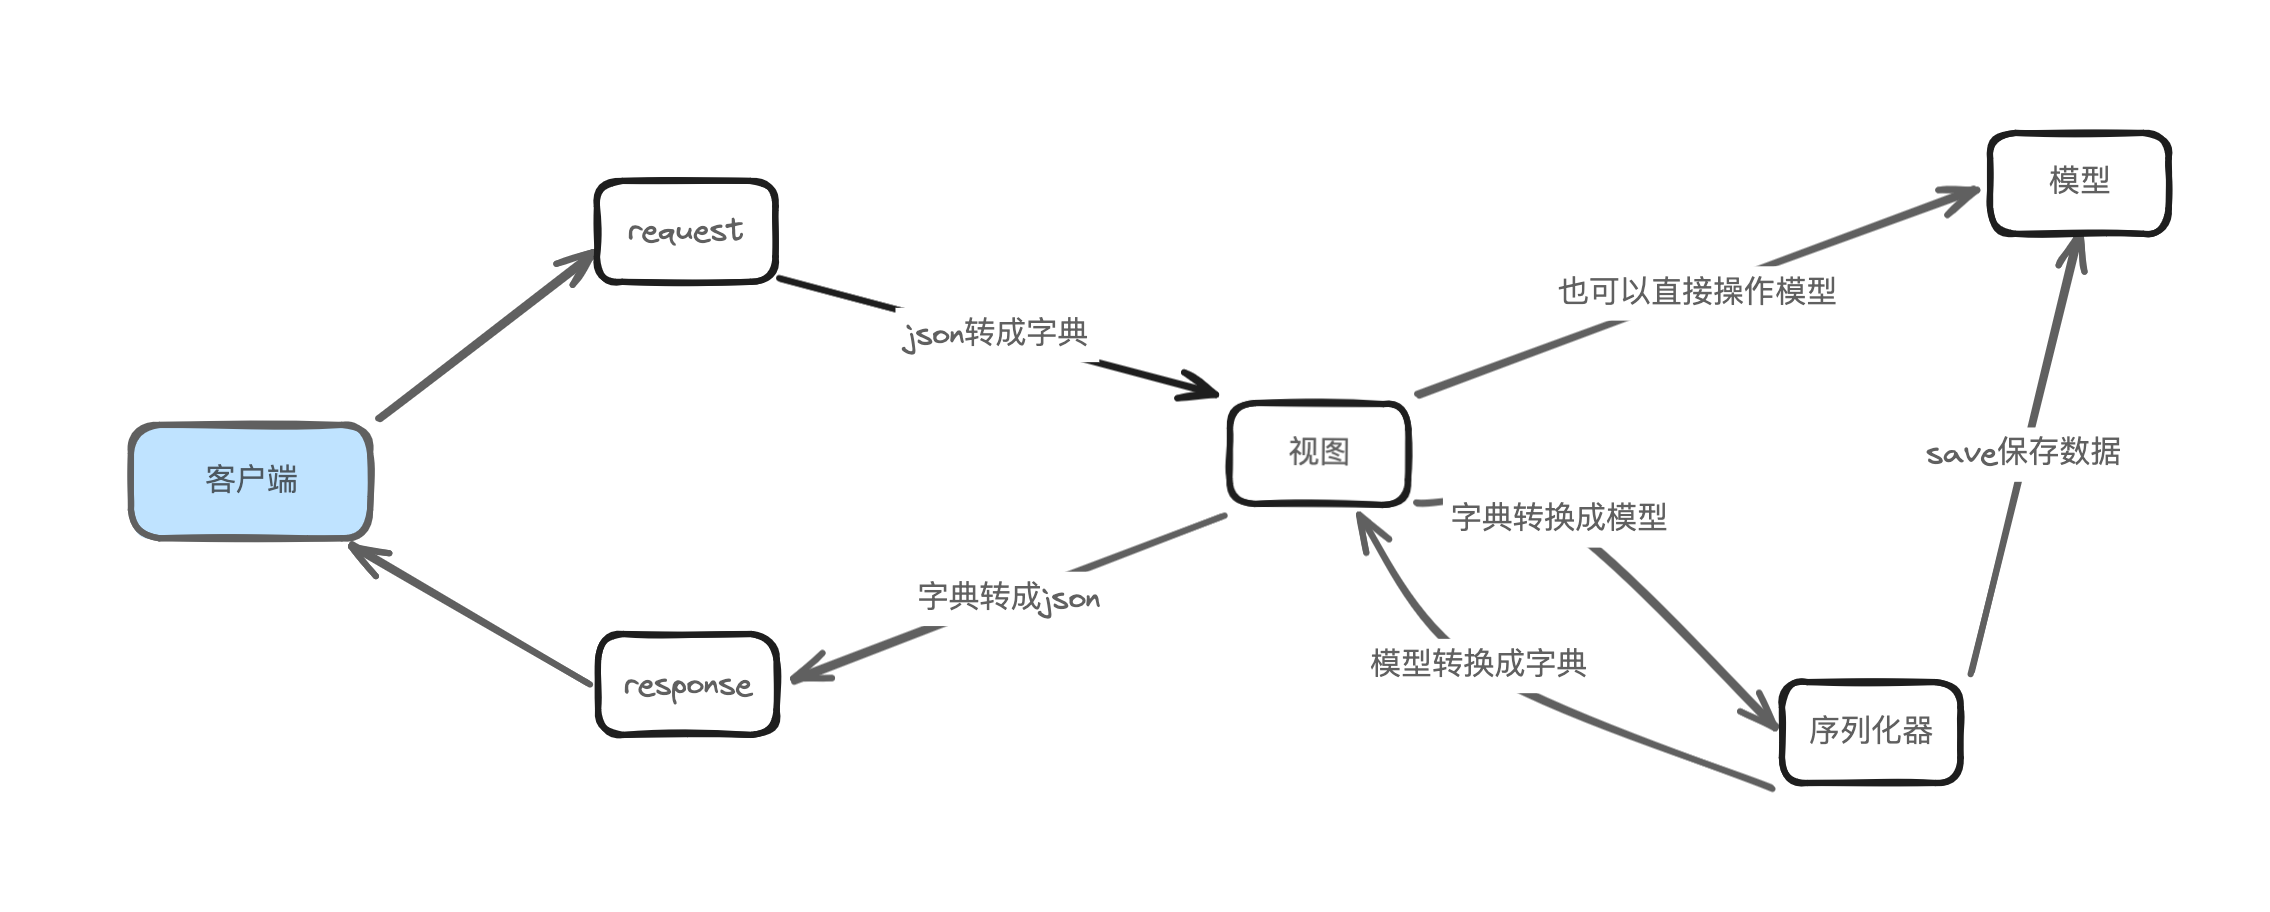 模型
request
也可以直接操作模型
json转成字典
视图
save保存数据
客户端
字典转换成模型
字典转成json
模型转换成字典
response
序列化器